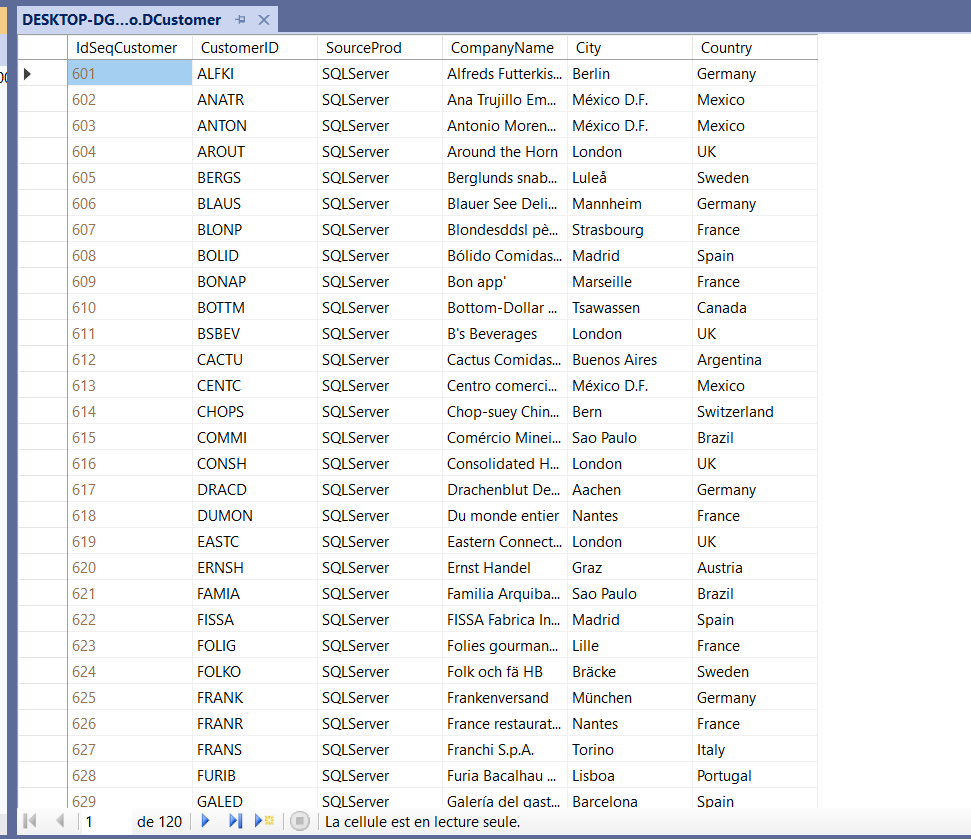 DESKTOP-DG...o.DCustomer
IdSeqCustomer CustomerID SourceProd CompanyName City Country
601 ALFKI SQLServer Alfreds Futterkis... Berlin Germany
602 ANATR SQLServer Ana Trujillo Em... México D.F. Mexico
603 ANTON SQLServer Antonio Moren... México D.F. Mexico
604 AROUT SQLServer Around the Horn London UK
605 BERGS SQLServer Berglunds snab... Luleå Sweden
606 BLAUS SQLServer Blauer See Deli... Mannheim Germany
607 BLONP SQLServer Blondesddsl pè... Strasbourg France
608 BOLID SQLServer Bólido Comidas... Madrid Spain
609 BONAP SQLServer Bon app' Marseille France
610 BOTTM SQLServer Bottom-Dollar ... Tsawassen Canada
611 BSBEV SQLServer B's Beverages London UK
612 CACTU SQLServer Cactus Comidas... Buenos Aires Argentina
613 CENTC SQLServer Centro comerci... México D.F. Mexico
614 CHOPS SQLServer Chop-suey Chin... Bern Switzerland
615 COMMI SQLServer Comércio Minei... Sao Paulo Brazil
616 CONSH SQLServer Consolidated H... London UK
617 DRACD SQLServer Drachenblut De... Aachen Germany
618 DUMON SQLServer Du monde entier Nantes France
619 EASTC SQLServer Eastern Connect... London UK
620 ERNSH SQLServer Ernst Handel Graz Austria
621 FAMIA SQLServer Familia Arquiba... Sao Paulo Brazil
622 FISSA SQLServer FISSA Fabrica In... Madrid Spain
623 FOLIG SQLServer Folies gourman... Lille France
624 FOLKO SQLServer Folk och fä HB Bräcke Sweden
625 FRANK SQLServer Frankenversand München Germany
626 FRANR SQLServer France restaurat... Nantes France
627 FRANS SQLServer Franchi S.p.A. Torino Italy
628 FURIB SQLServer Furia Bacalhau ... Lisboa Portugal
629 GALED SQLServer Galería del gast... Barcelona Spain
1 de 120 La cellule est en lecture seule.